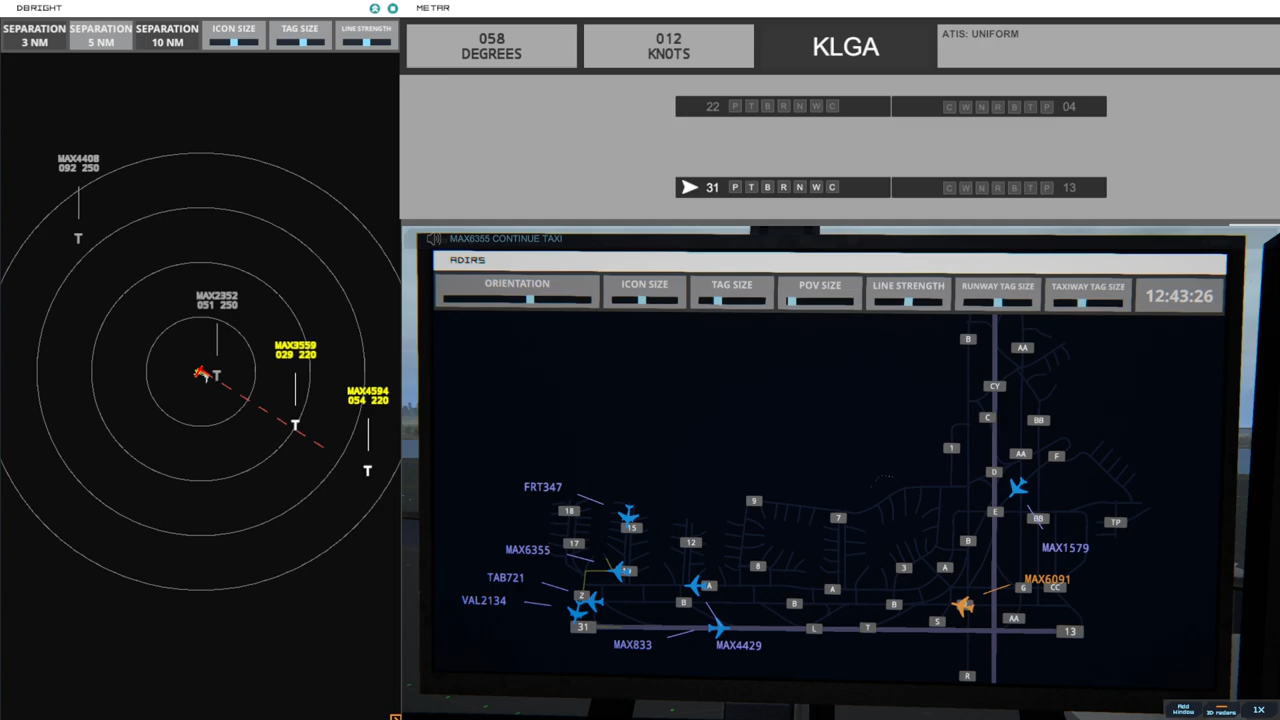 DBRIGHT
SEPARATION
3 NM
SEPARATION
5 NM
SEPARATION
10 NM
ICON SIZE
TAG SIZE
LINE STRENGTH
MAX4408
092 250
T
MAX2352
051 250
T
MAX3559
029 220
T
MAX4594
054 220
T
METAR
058
DEGREES
012
KNOTS
KLGA
ATIS: UNIFORM
22 P T B R N W C
C W N R B T P 04
31 P T B R N W C
C W N R B T P 13
MAX6355 CONTINUE TAXI
ADIRS
ORIENTATION
ICON SIZE
TAG SIZE
POV SIZE
LINE STRENGTH
RUNWAY TAG SIZE
TAXIWAY TAG SIZE
12:43:26
B
AA
CY
C
BB
1
AA
F
D
FRT347
9
18
E
7
BB
TP
15
B
17
12
MAX1579
MAX6355
8
3
A
TAB721
MAX6091
A
A
G
CC
Z
VAL2134
B
B
B
S
AA
31
L
T
13
MAX833
MAX4429
R
Add
Window
3D radars
1X